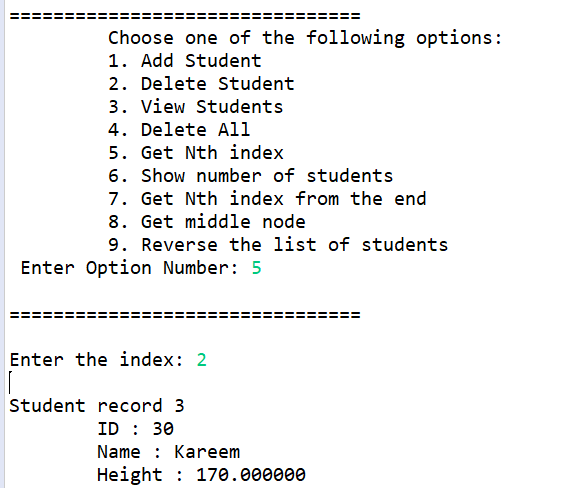 ================================
Choose one of the following options:
1. Add Student
2. Delete Student
3. View Students
4. Delete All
5. Get Nth index
6. Show number of students
7. Get Nth index from the end
8. Get middle node
9. Reverse the list of students
Enter Option Number: 5
================================
Enter the index: 2
Student record 3
ID : 30
Name : Kareem
Height : 170.000000